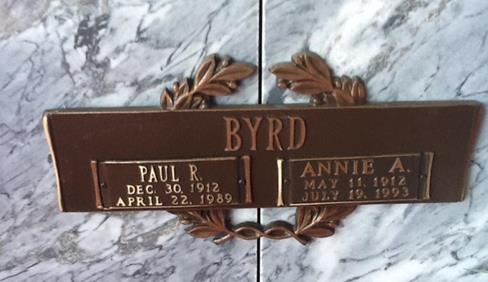 BYRD
PAUL R.
DEC. 30, 1912
APRIL 22, 1989
ANNIE A.
MAY 11, 1912
JULY 19, 1993